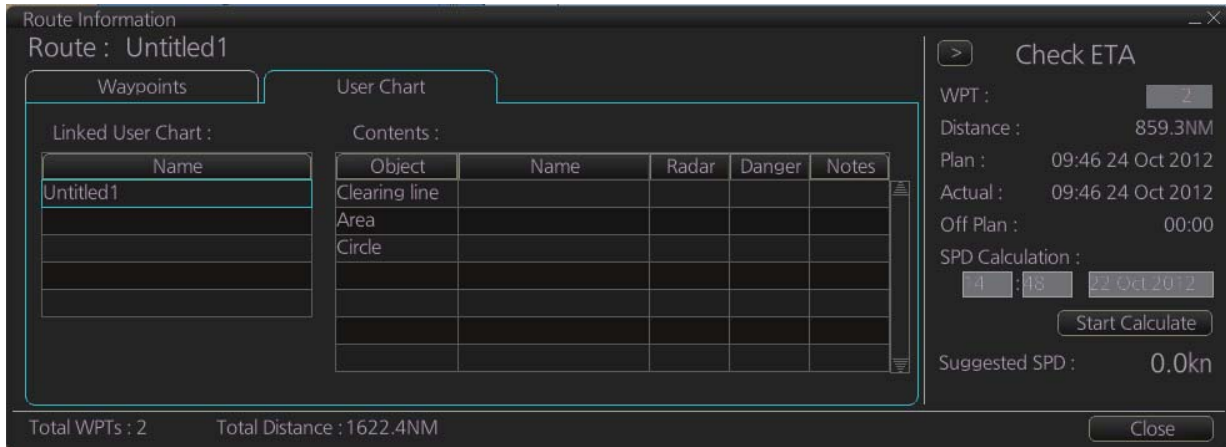 Route Information
Route : Untitled1
Waypoints
User Chart
Linked User Chart :
Name
Untitled1
Contents :
Object Name Radar Danger Notes
Clearing line
Area
Circle
> Check ETA
WPT : 2
Distance : 859.3NM
Plan : 09:46 24 Oct 2012
Actual : 09:46 24 Oct 2012
Off Plan : 00:00
SPD Calculation :
14 : 48 22 Oct 2012
Start Calculate
Suggested SPD : 0.0kn
Total WPTs : 2 Total Distance : 1622.4NM
Close